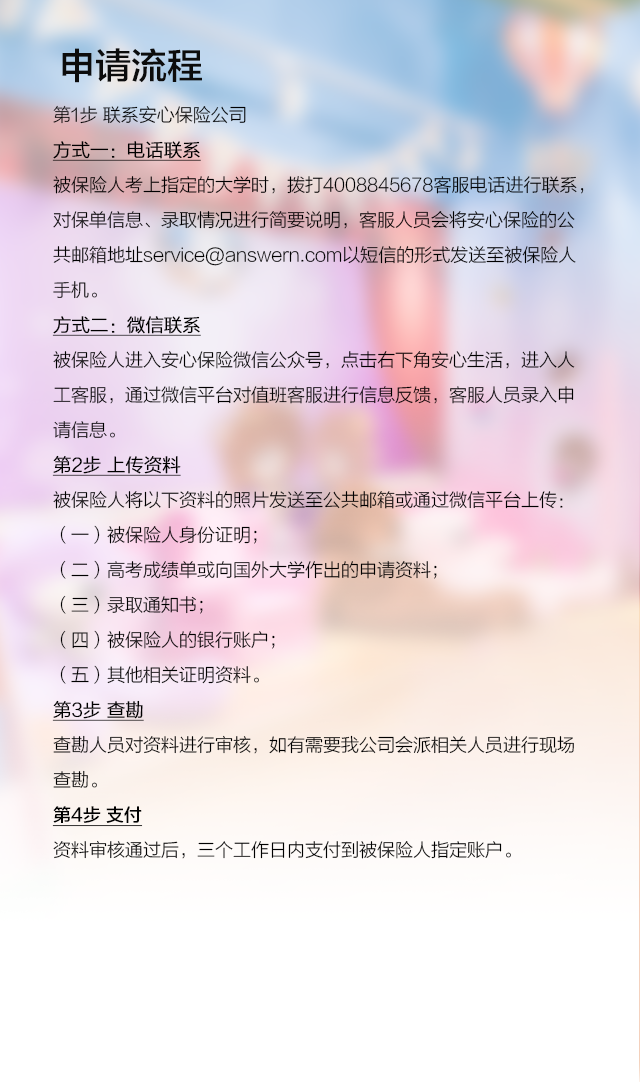 申请流程
第1步 联系安心保险公司
方式一：电话联系
被保险人考上指定的大学时，拨打4008845678客服电话进行联系，
对保单信息、录取情况进行简要说明，客服人员会将安心保险的公
共邮箱地址service@answern.com以短信的形式发送至被保险人
手机。
方式二：微信联系
被保险人进入安心保险微信公众号，点击右下角安心生活，进入人
工客服，通过微信平台对值班客服进行信息反馈，客服人员录入申
请信息。
第2步 上传资料
被保险人将以下资料的照片发送至公共邮箱或通过微信平台上传：
（一）被保险人身份证明；
（二）高考成绩单或向国外大学作出的申请资料；
（三）录取通知书；
（四）被保险人的银行账户；
（五）其他相关证明资料。
第3步 查勘
查勘人员对资料进行审核，如有需要我公司会派相关人员进行现场
查勘。
第4步 支付
资料审核通过后，三个工作日内支付到被保险人指定账户。